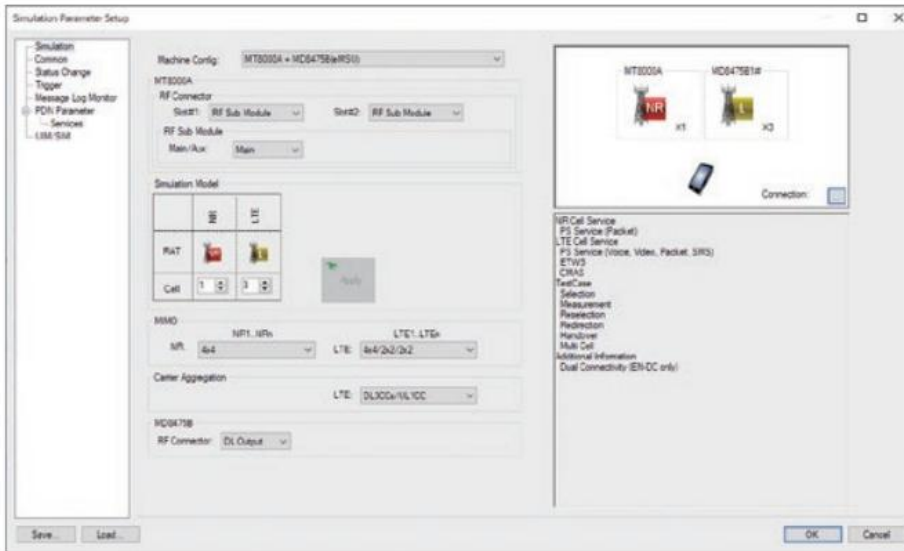 Simulation Parameter Setup
Simulation
Common
Status Change
Trigger
Message Log Monitor
PDN Parameter
Services
UIM/SIM
Machine Config: MT8000A + MD8475B(eMSU)
MT8000A
RF Connector
Slot#1: RF Sub Module Slot#2: RF Sub Module
RF Sub Module
Main/Aux: Main
Simulation Model
NR LTE
RAT NR L
Cell 1 3
Apply
MIMO
NR1..NRn LTE1..LTEn
NR: 4x4 LTE: 4x4/2x2/2x2
Carrier Aggregation
LTE: DL3CCs/UL1CC
MD8475B
RF Connector: DL Output
MT8000A MD8475B1#
NR L
x1 x3
Connection:
NR Cell Service
PS Service (Packet)
LTE Cell Service
PS Service (Voice, Video, Packet, SMS)
ETWS
CMAS
TestCase
Selection
Measurement
Reselection
Redirection
Handover
Multi Cell
Additional Information
Dual Connectivity (EN-DC only)
Save... Load...
OK Cancel